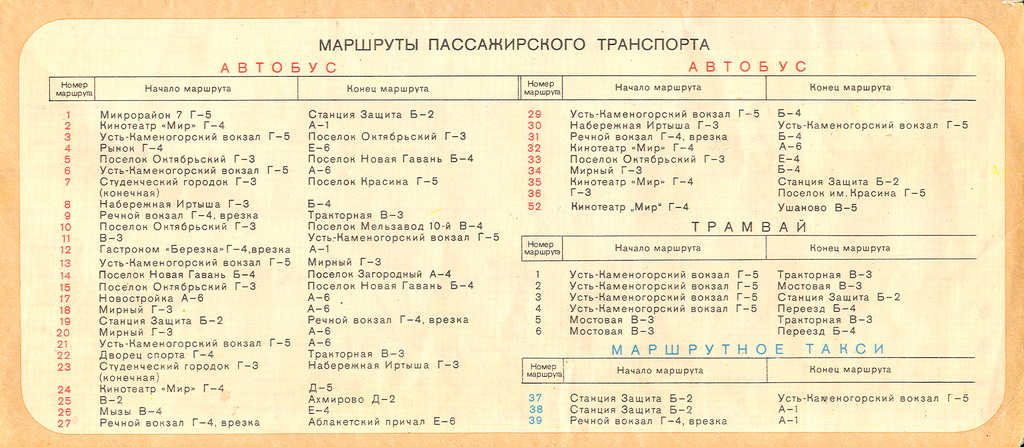 МАРШРУТЫ ПАССАЖИРСКОГО ТРАНСПОРТА
АВТОБУС
Номер маршрута Начало маршрута Конец маршрута
1 Микрорайон 7 Г-5 Станция Защита Б-2
2 Кинотеатр «Мир» Г-4 А-1
3 Усть-Каменогорский вокзал Г-5 Поселок Октябрьский Г-3
4 Рынок Г-4 Е-6
5 Поселок Октябрьский Г-3 Поселок Новая Гавань Б-4
6 Усть-Каменогорский вокзал Г-5 А-6
7 Студенческий городок Г-3 Поселок Красина Г-5
(конечная)
8 Набережная Иртыша Г-3 Б-4
9 Речной вокзал Г-4, врезка Тракторная В-3
10 Поселок Октябрьский Г-3 Поселок Мельзавод 10-й В-4
11 В-3 Усть-Каменогорский вокзал Г-5
12 Гастроном «Березка» Г-4, врезка А-1
13 Усть-Каменогорский вокзал Г-5 Мирный Г-3
14 Поселок Новая Гавань Б-4 Поселок Загородный А-4
15 Поселок Октябрьский Г-3 Поселок Новая Гавань Б-4
17 Новостройка А-6 А-6
18 Мирный Г-3 А-6
19 Станция Защита Б-2 Речной вокзал Г-4, врезка
20 Мирный Г-3 А-6
21 Усть-Каменогорский вокзал Г-5 А-6
22 Дворец спорта Г-4 Тракторная В-3
23 Студенческий городок Г-3 Набережная Иртыша Г-3
(конечная)
24 Кинотеатр «Мир» Г-4 Д-5
25 В-2 Ахмирово Д-2
26 Мызы В-4 Е-4
27 Речной вокзал Г-4, врезка Аблакетский причал Е-6
АВТОБУС
Номер маршрута Начало маршрута Конец маршрута
29 Усть-Каменогорский вокзал Г-5 Б-4
30 Набережная Иртыша Г-3 Усть-Каменогорский вокзал Г-5
31 Речной вокзал Г-4, врезка Б-4
32 Кинотеатр «Мир» Г-4 А-6
33 Поселок Октябрьский Г-3 Е-4
34 Мирный Г-3 Б-4
35 Кинотеатр «Мир» Г-4 Станция Защита Б-2
36 Г-3 Поселок им. Красина Г-5
52 Кинотеатр „Мир" Г-4 Ушаново В-5
ТРАМВАЙ
Номер маршрута Начало маршрута Конец маршрута
1 Усть-Каменогорский вокзал Г-5 Тракторная В-3
2 Усть-Каменогорский вокзал Г-5 Мостовая В-3
3 Усть-Каменогорский вокзал Г-5 Станция Защита Б-2
4 Усть-Каменогорский вокзал Г-5 Переезд Б-4
5 Мостовая В-3 Тракторная В-3
6 Мостовая В-3 Переезд Б-4
МАРШРУТНОЕ ТАКСИ
Номер маршрута Начало маршрута Конец маршрута
37 Станция Защита Б-2 Усть-Каменогорский вокзал Г-5
38 Станция Защита Б-2 А-1
39 Речной вокзал Г-4, врезка А-1